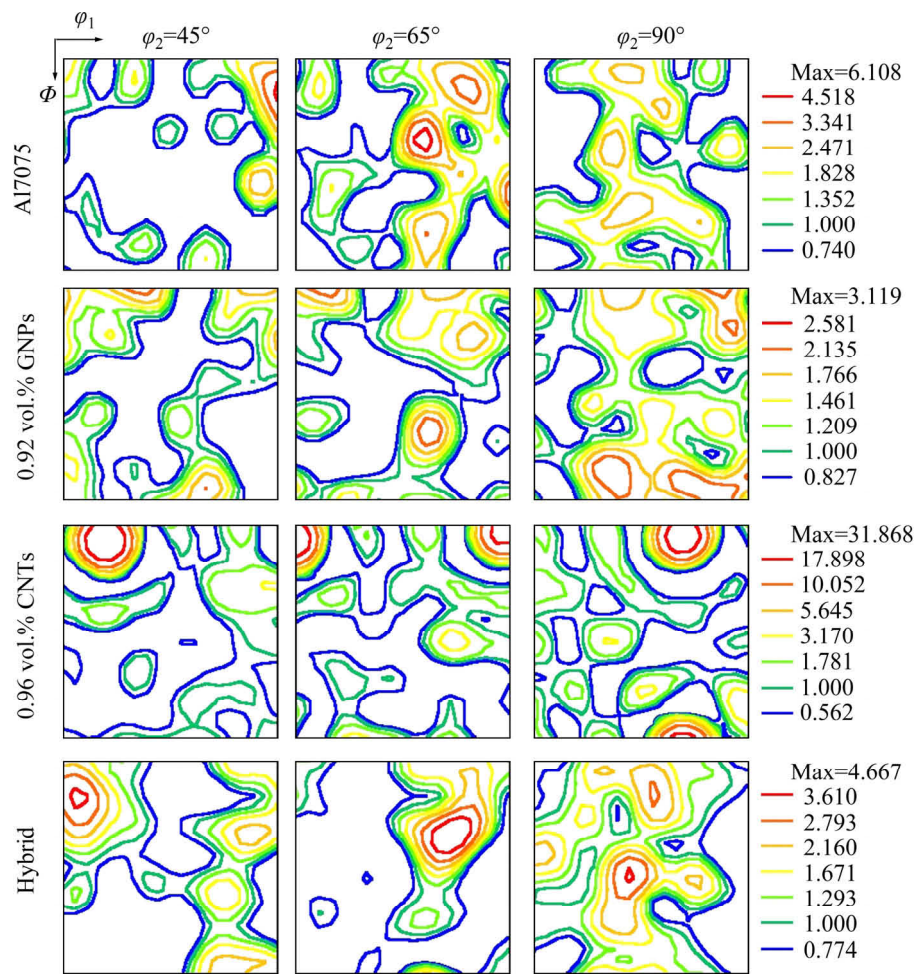 φ1
φ2=45°
φ2=65°
φ2=90°
Φ
Al7075
Max=6.108
4.518
3.341
2.471
1.828
1.352
1.000
0.740
0.92 vol.% GNPs
Max=3.119
2.581
2.135
1.766
1.461
1.209
1.000
0.827
0.96 vol.% CNTs
Max=31.868
17.898
10.052
5.645
3.170
1.781
1.000
0.562
Hybrid
Max=4.667
3.610
2.793
2.160
1.671
1.293
1.000
0.774